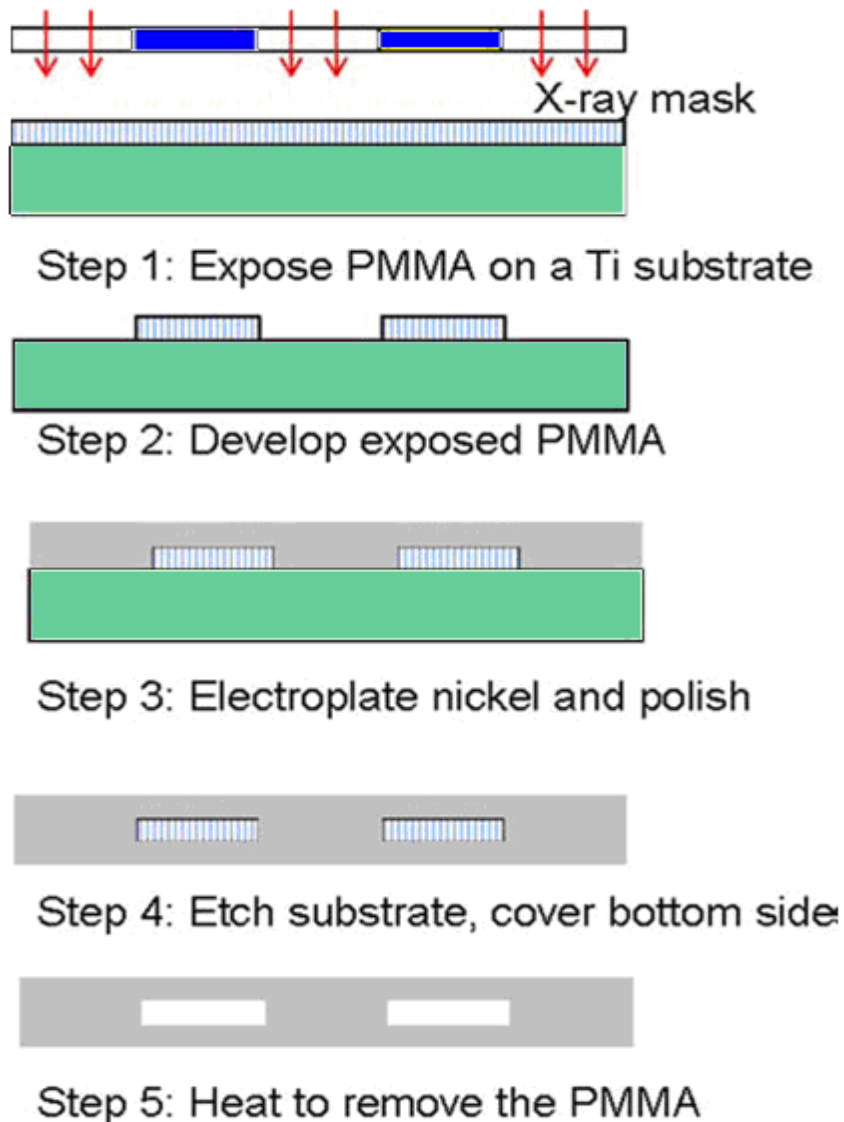 X-ray mask
Step 1: Expose PMMA on a Ti substrate
Step 2: Develop exposed PMMA
Step 3: Electroplate nickel and polish
Step 4: Etch substrate, cover bottom side
Step 5: Heat to remove the PMMA